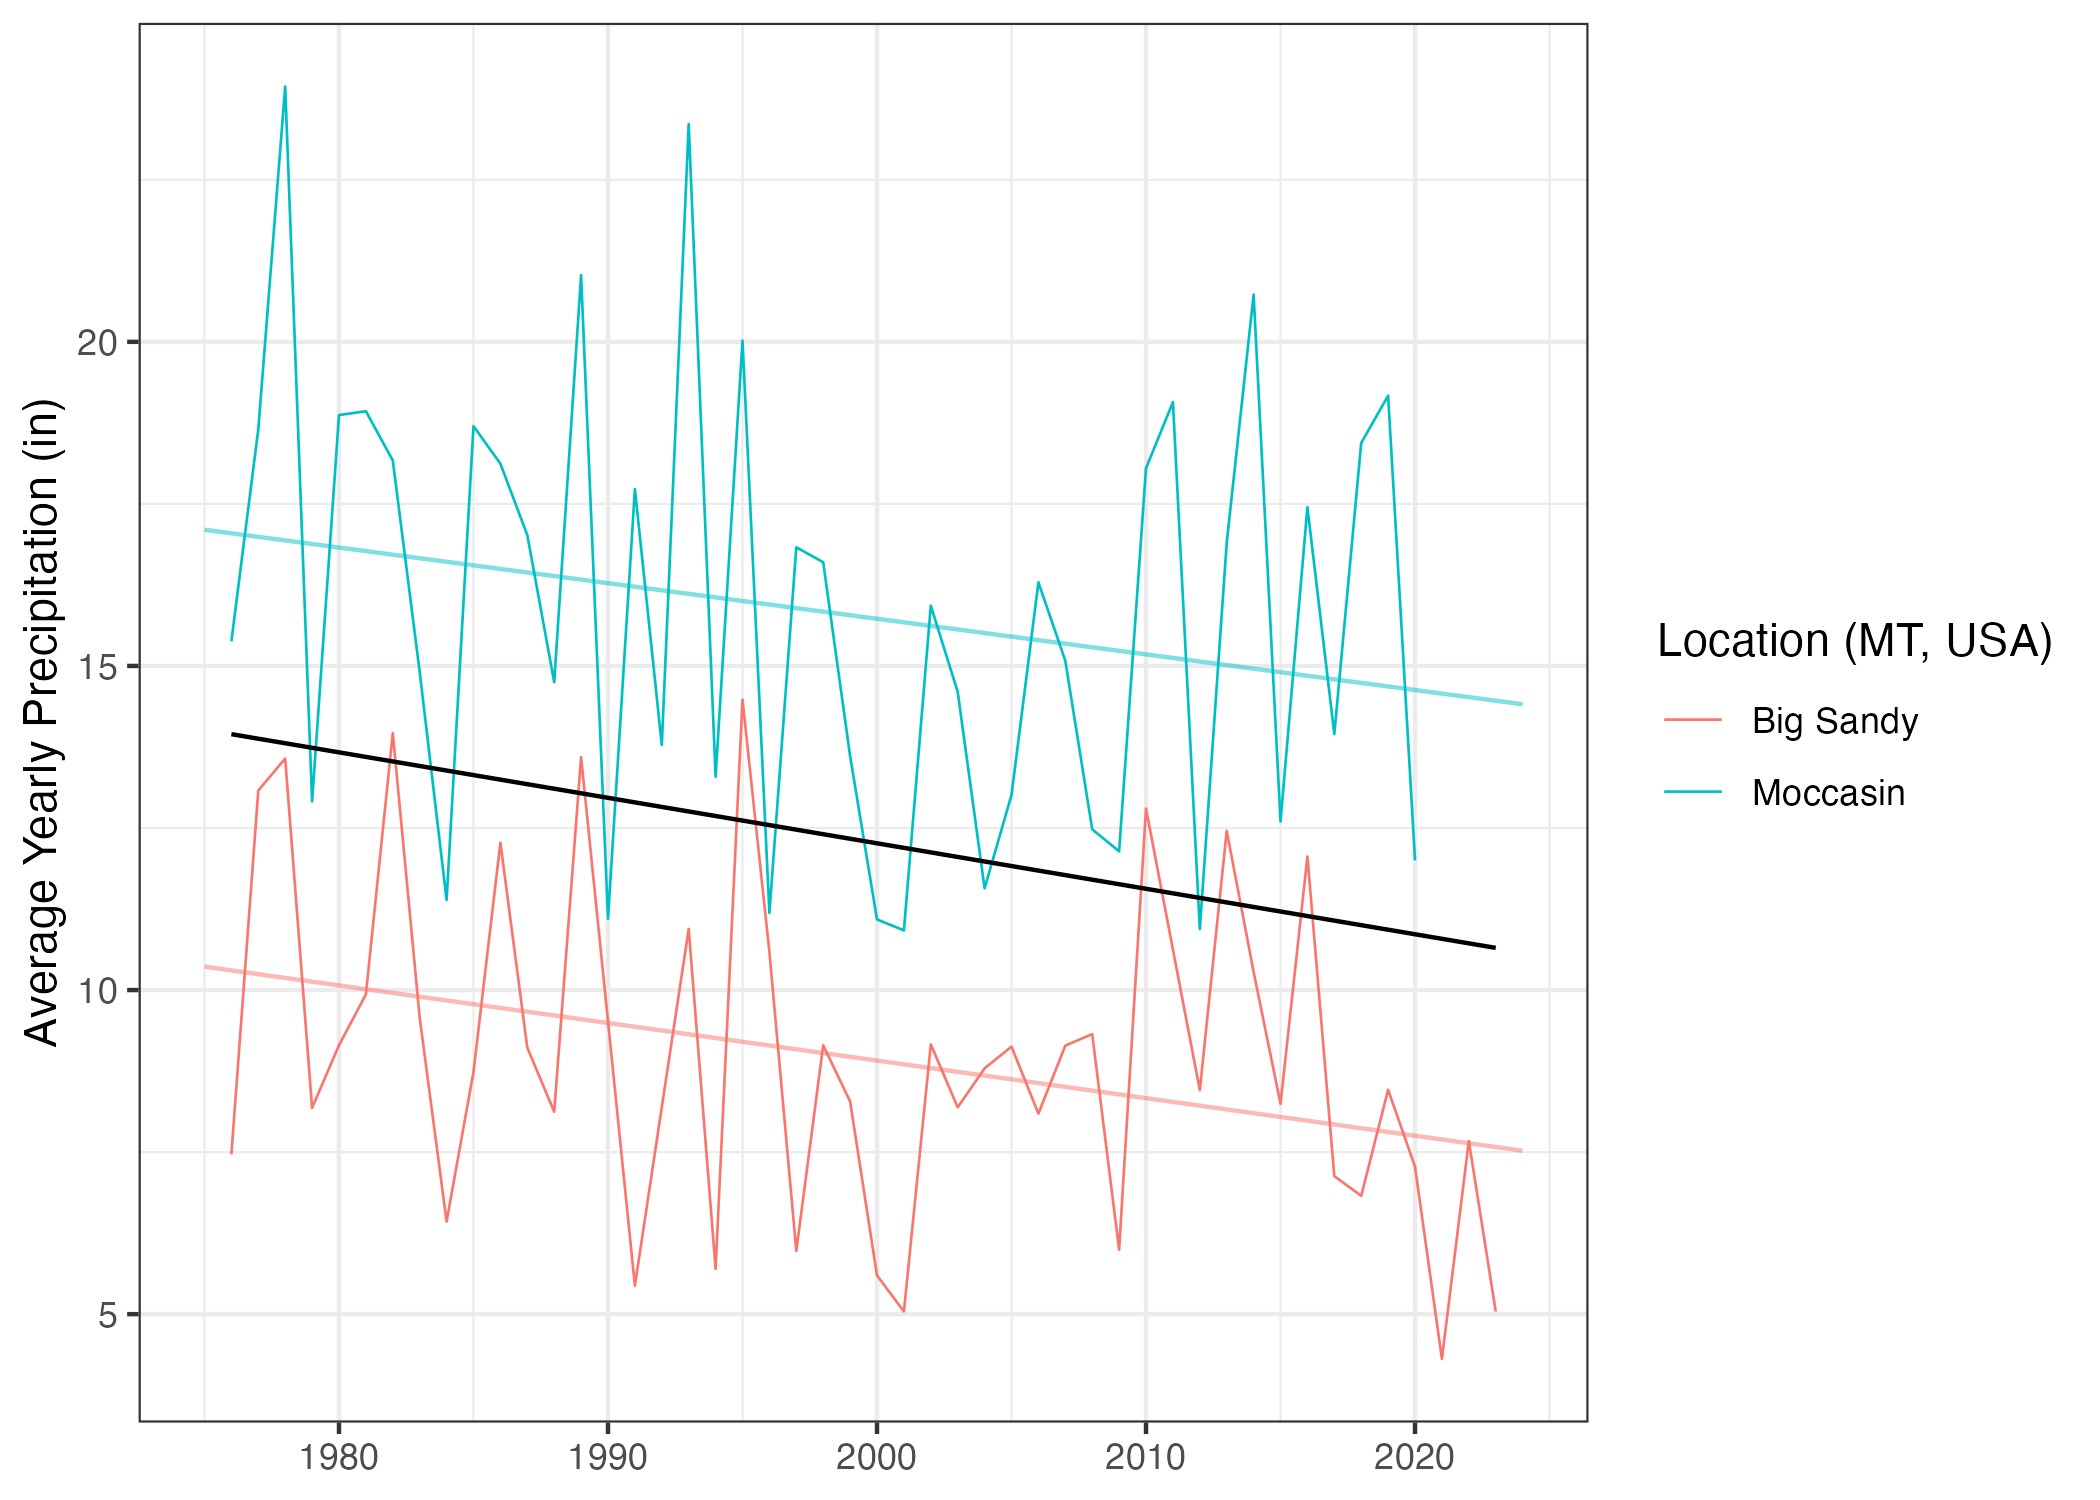 Average Yearly Precipitation (in)
20
15
10
5
1980
1990
2000
2010
2020
Location (MT, USA)
Big Sandy
Moccasin